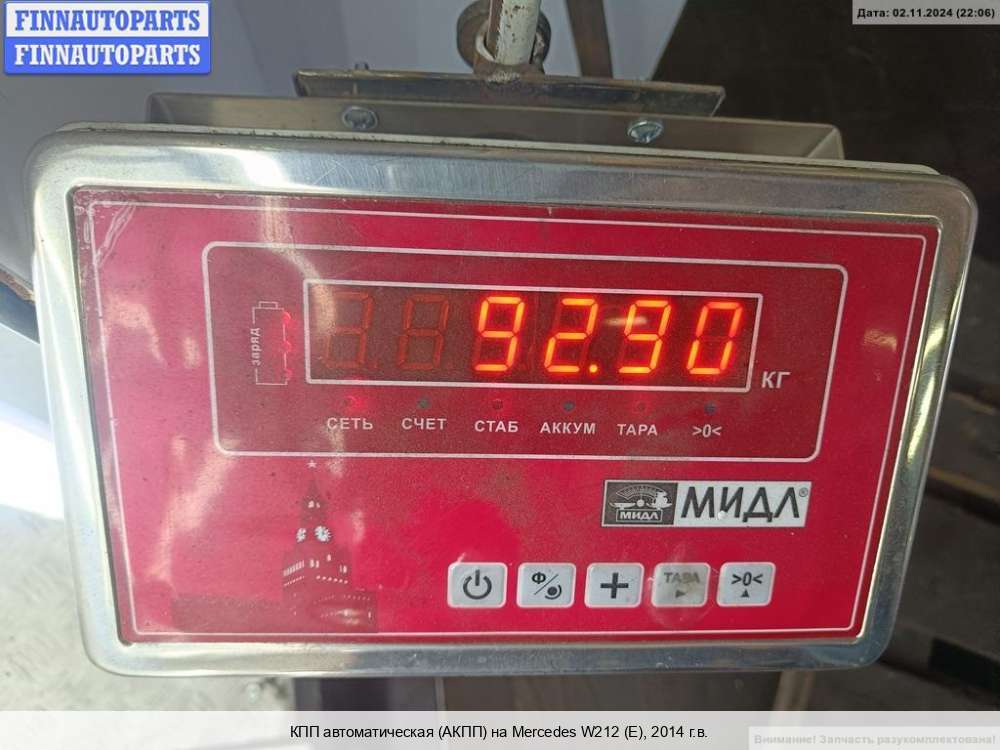 FINNAUTOPARTS
FINNAUTOPARTS
Дата: 02.11.2024 (22:06)
заряд
92.90
КГ
СЕТЬ СЧЕТ СТАБ АККУМ ТАРА >0<
МИДЛ МИДЛ®
Ф
ТАРА >0<
КПП автоматическая (АКПП) на Mercedes W212 (E), 2014 г.в.
Внимание! Запчасть разукомплектована!